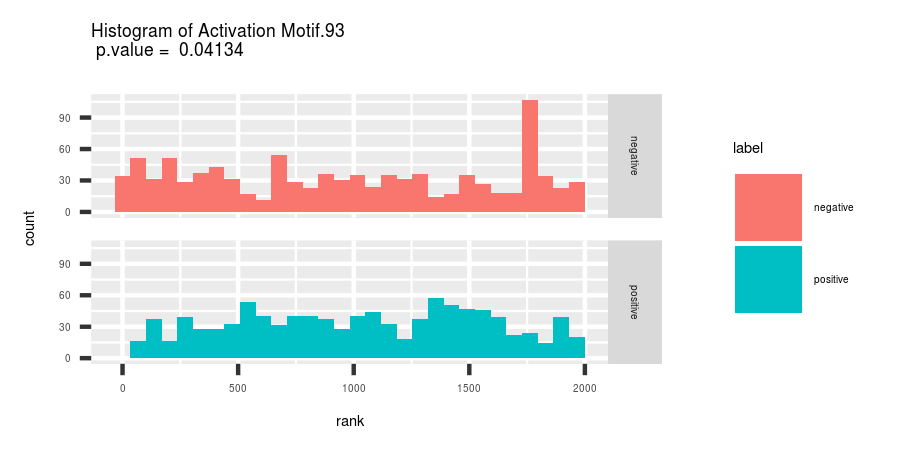 Histogram of Activation Motif.93
p.value = 0.04134
count
90
60
30
0
negative
90
60
30
0
positive
0 500 1000 1500 2000
rank
label
negative
positive